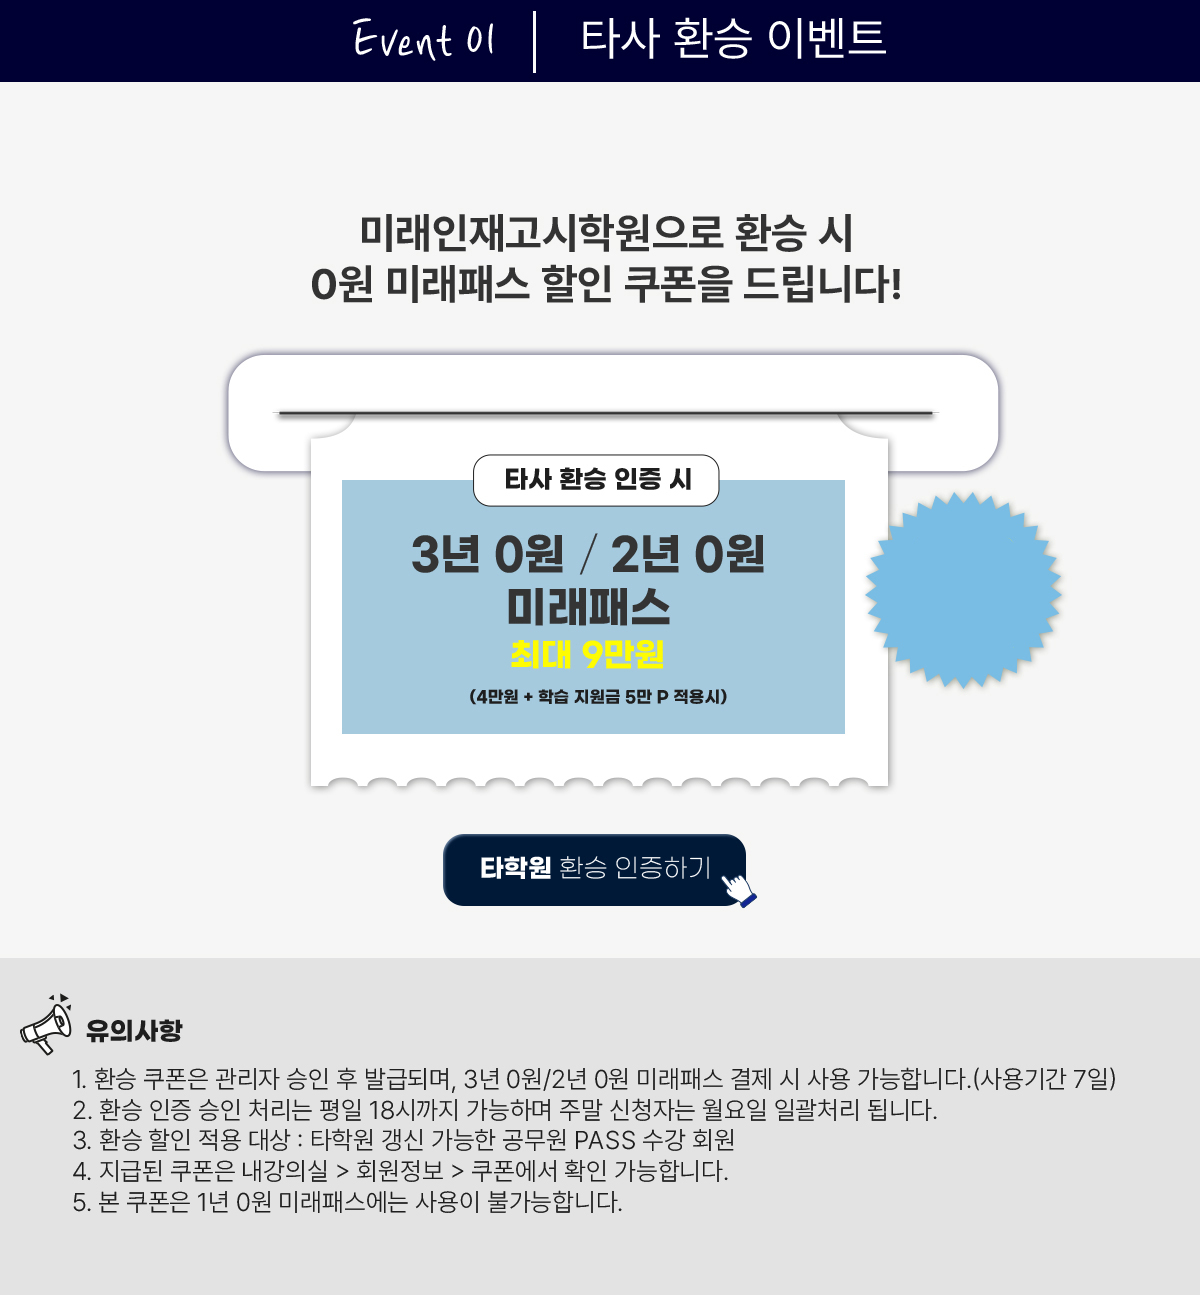 Event 01 | 타사 환승 이벤트
미래인재고시학원으로 환승 시
0원 미래패스 할인 쿠폰을 드립니다!
타사 환승 인증 시
3년 0원 / 2년 0원
미래패스
최대 9만원
(4만원 + 학습 지원금 5만 P 적용시)
타학원 환승 인증하기
유의사항
1. 환승 쿠폰은 관리자 승인 후 발급되며, 3년 0원/2년 0원 미래패스 결제 시 사용 가능합니다.(사용기간 7일)
2. 환승 인증 승인 처리는 평일 18시까지 가능하며 주말 신청자는 월요일 일괄처리 됩니다.
3. 환승 할인 적용 대상 : 타학원 갱신 가능한 공무원 PASS 수강 회원
4. 지급된 쿠폰은 내강의실 > 회원정보 > 쿠폰에서 확인 가능합니다.
5. 본 쿠폰은 1년 0원 미래패스에는 사용이 불가능합니다.